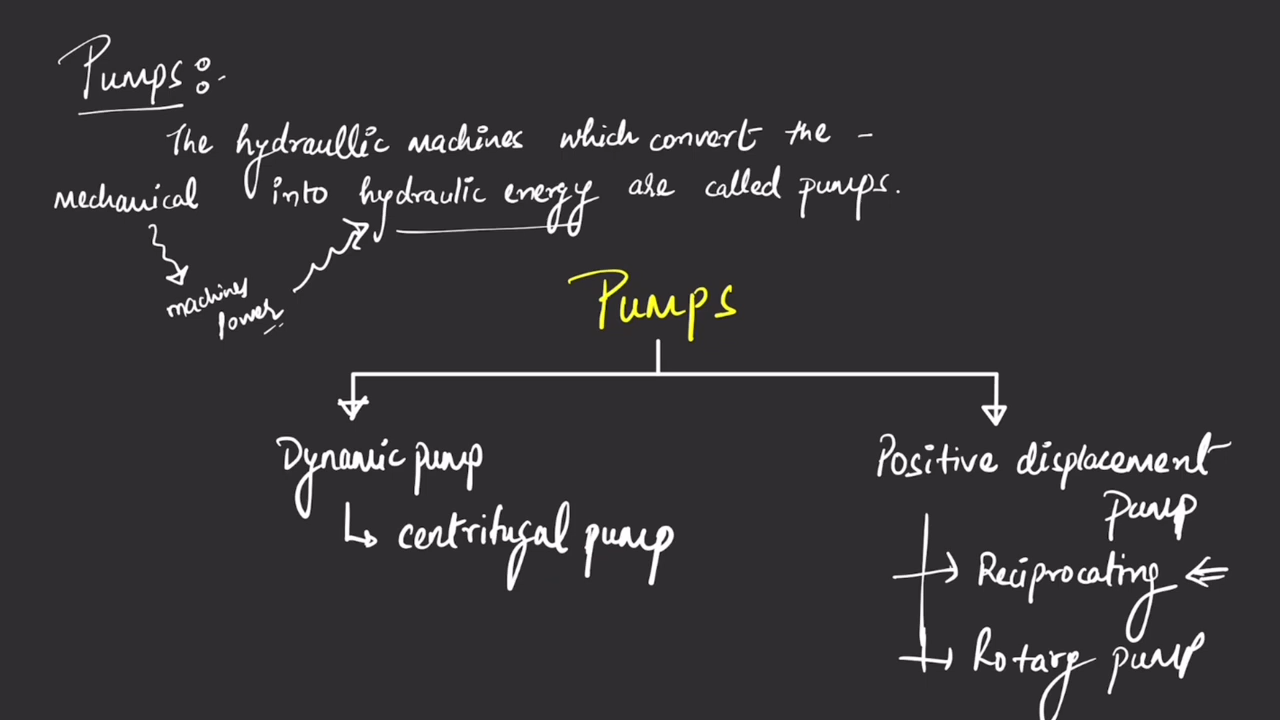 Pumps:-
The hydraullic machines which convert the -
mechanical into hydraulic energy are called pumps.
machines
power
Pumps
Dynamic pump
centrifugal pump
Positive displacement
Pump
Reciprocating
Rotary pump